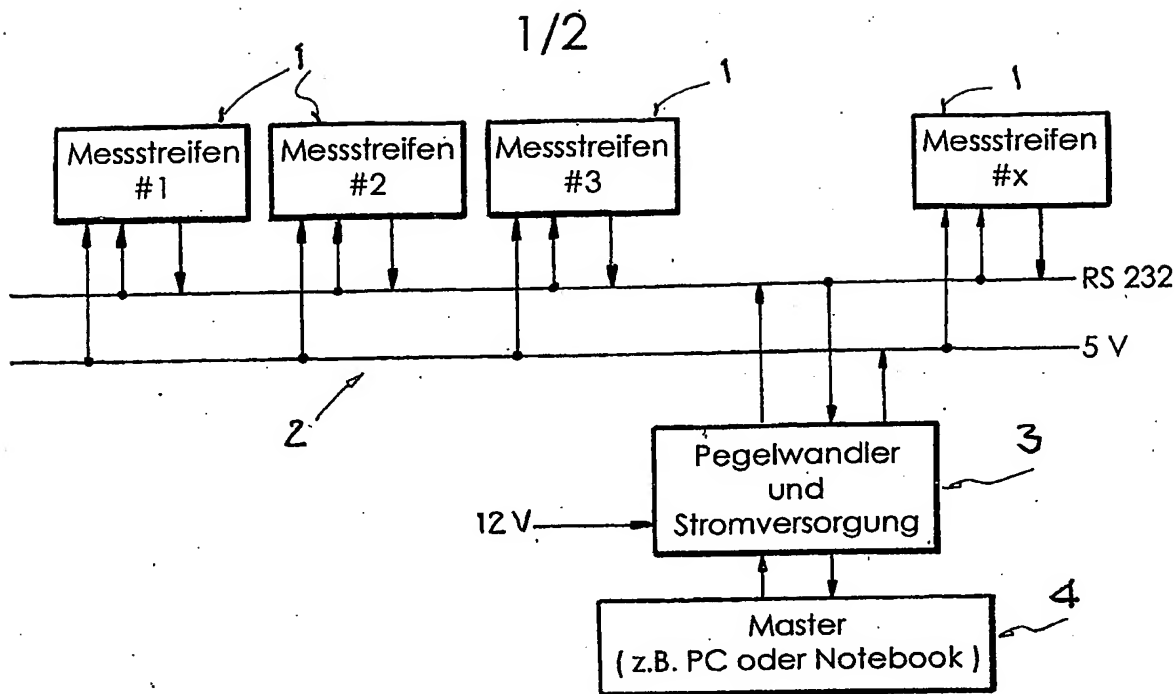 1/2
1
1
1
Messstreifen
#1
Messstreifen
#2
Messstreifen
#3
Messstreifen
#x
RS 232
5 V
2
Pegelwandler
und
Stromversorgung
3
12 V
Master
( z.B. PC oder Notebook )
4